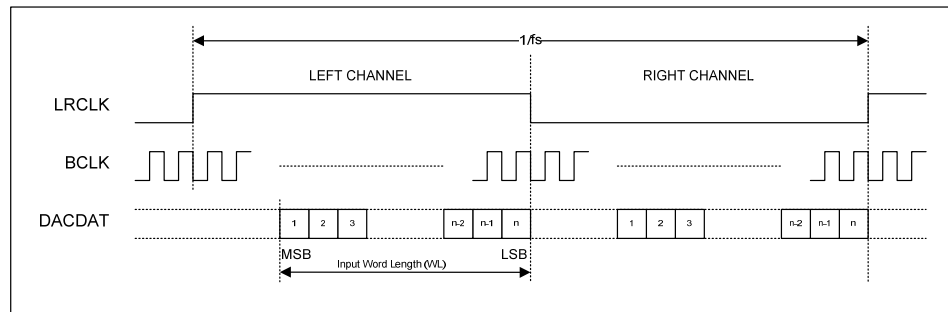 1/fs
LEFT CHANNEL RIGHT CHANNEL
LRCLK
BCLK
DACDAT
1 2 3 n-2 n-1 n 1 2 3 n-2 n-1 n
MSB LSB
Input Word Length (WL)